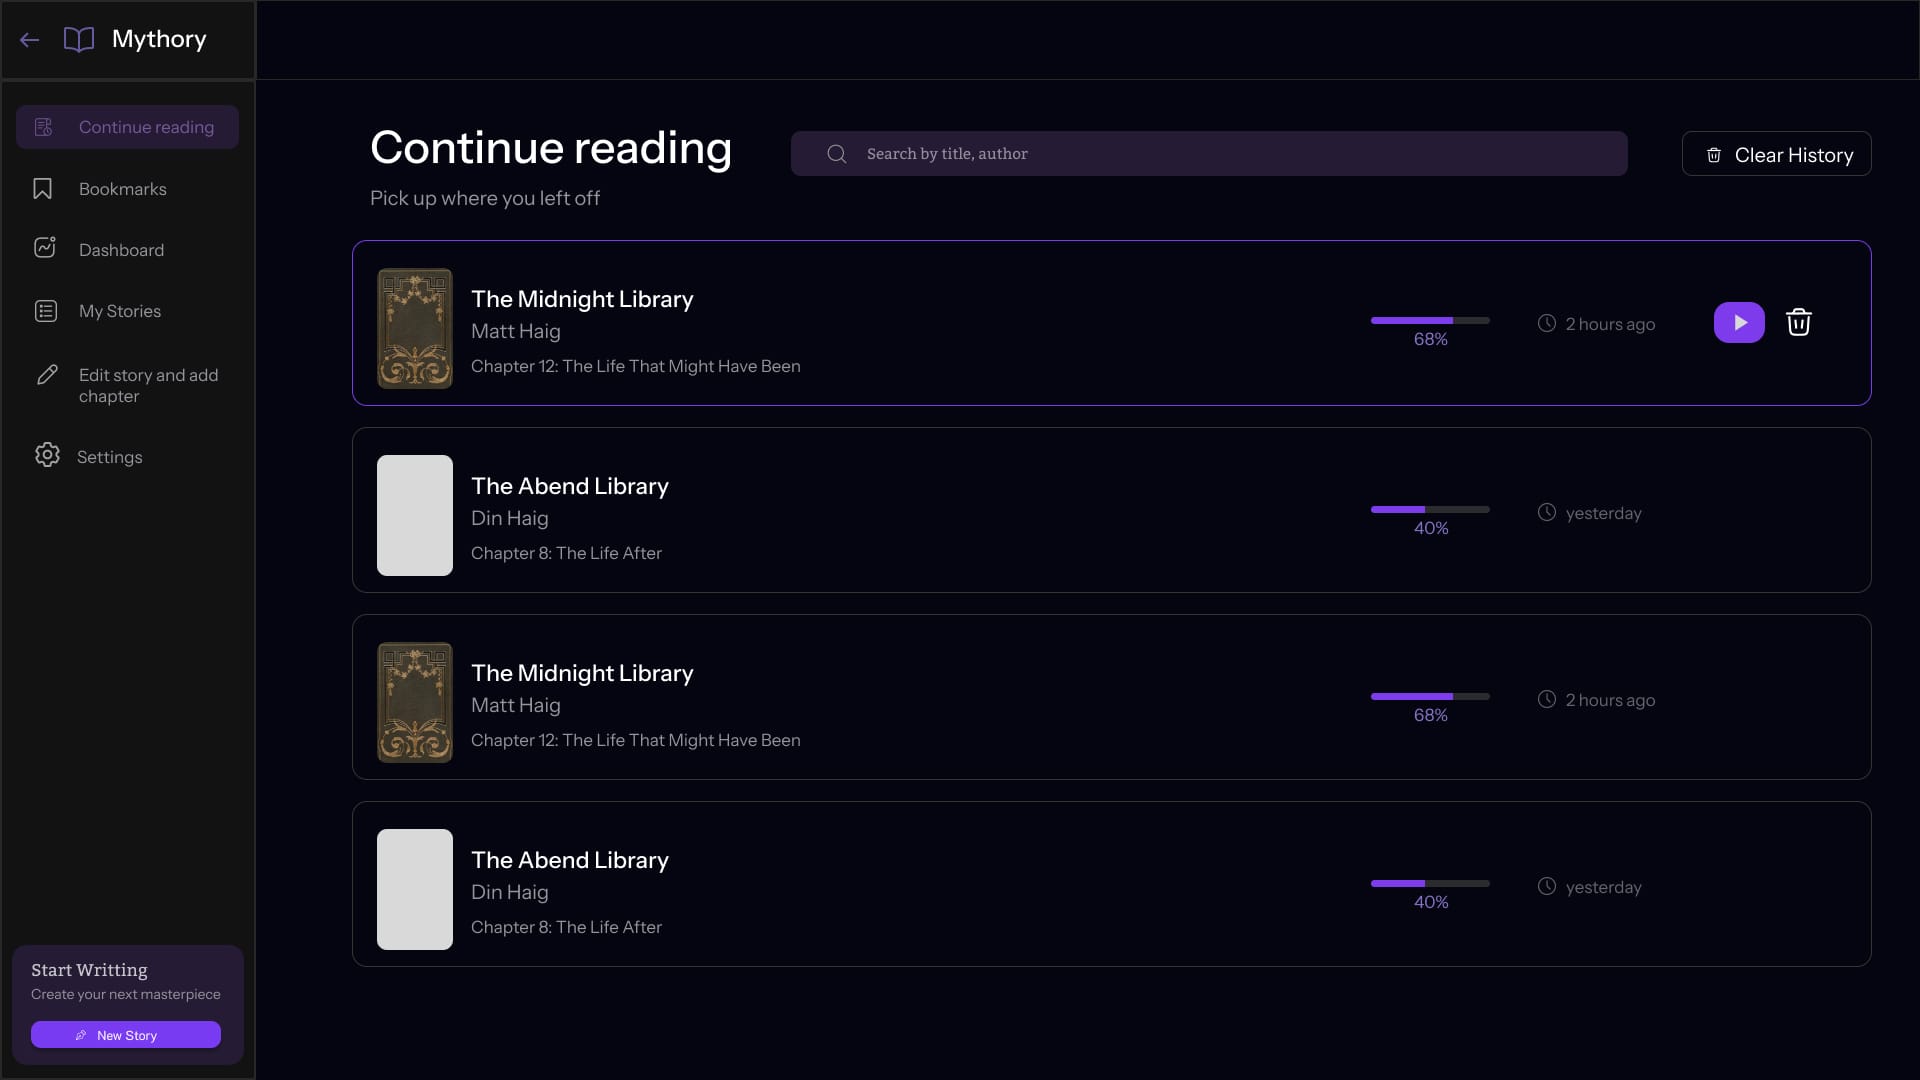 Mythory
Continue reading
Bookmarks
Dashboard
My Stories
Edit story and add
chapter
Settings
Start Writting
Create your next masterpiece
New Story
Continue reading
Pick up where you left off
Search by title, author
Clear History
The Midnight Library
Matt Haig
Chapter 12: The Life That Might Have Been
68%
2 hours ago
The Abend Library
Din Haig
Chapter 8: The Life After
40%
yesterday
The Midnight Library
Matt Haig
Chapter 12: The Life That Might Have Been
68%
2 hours ago
The Abend Library
Din Haig
Chapter 8: The Life After
40%
yesterday